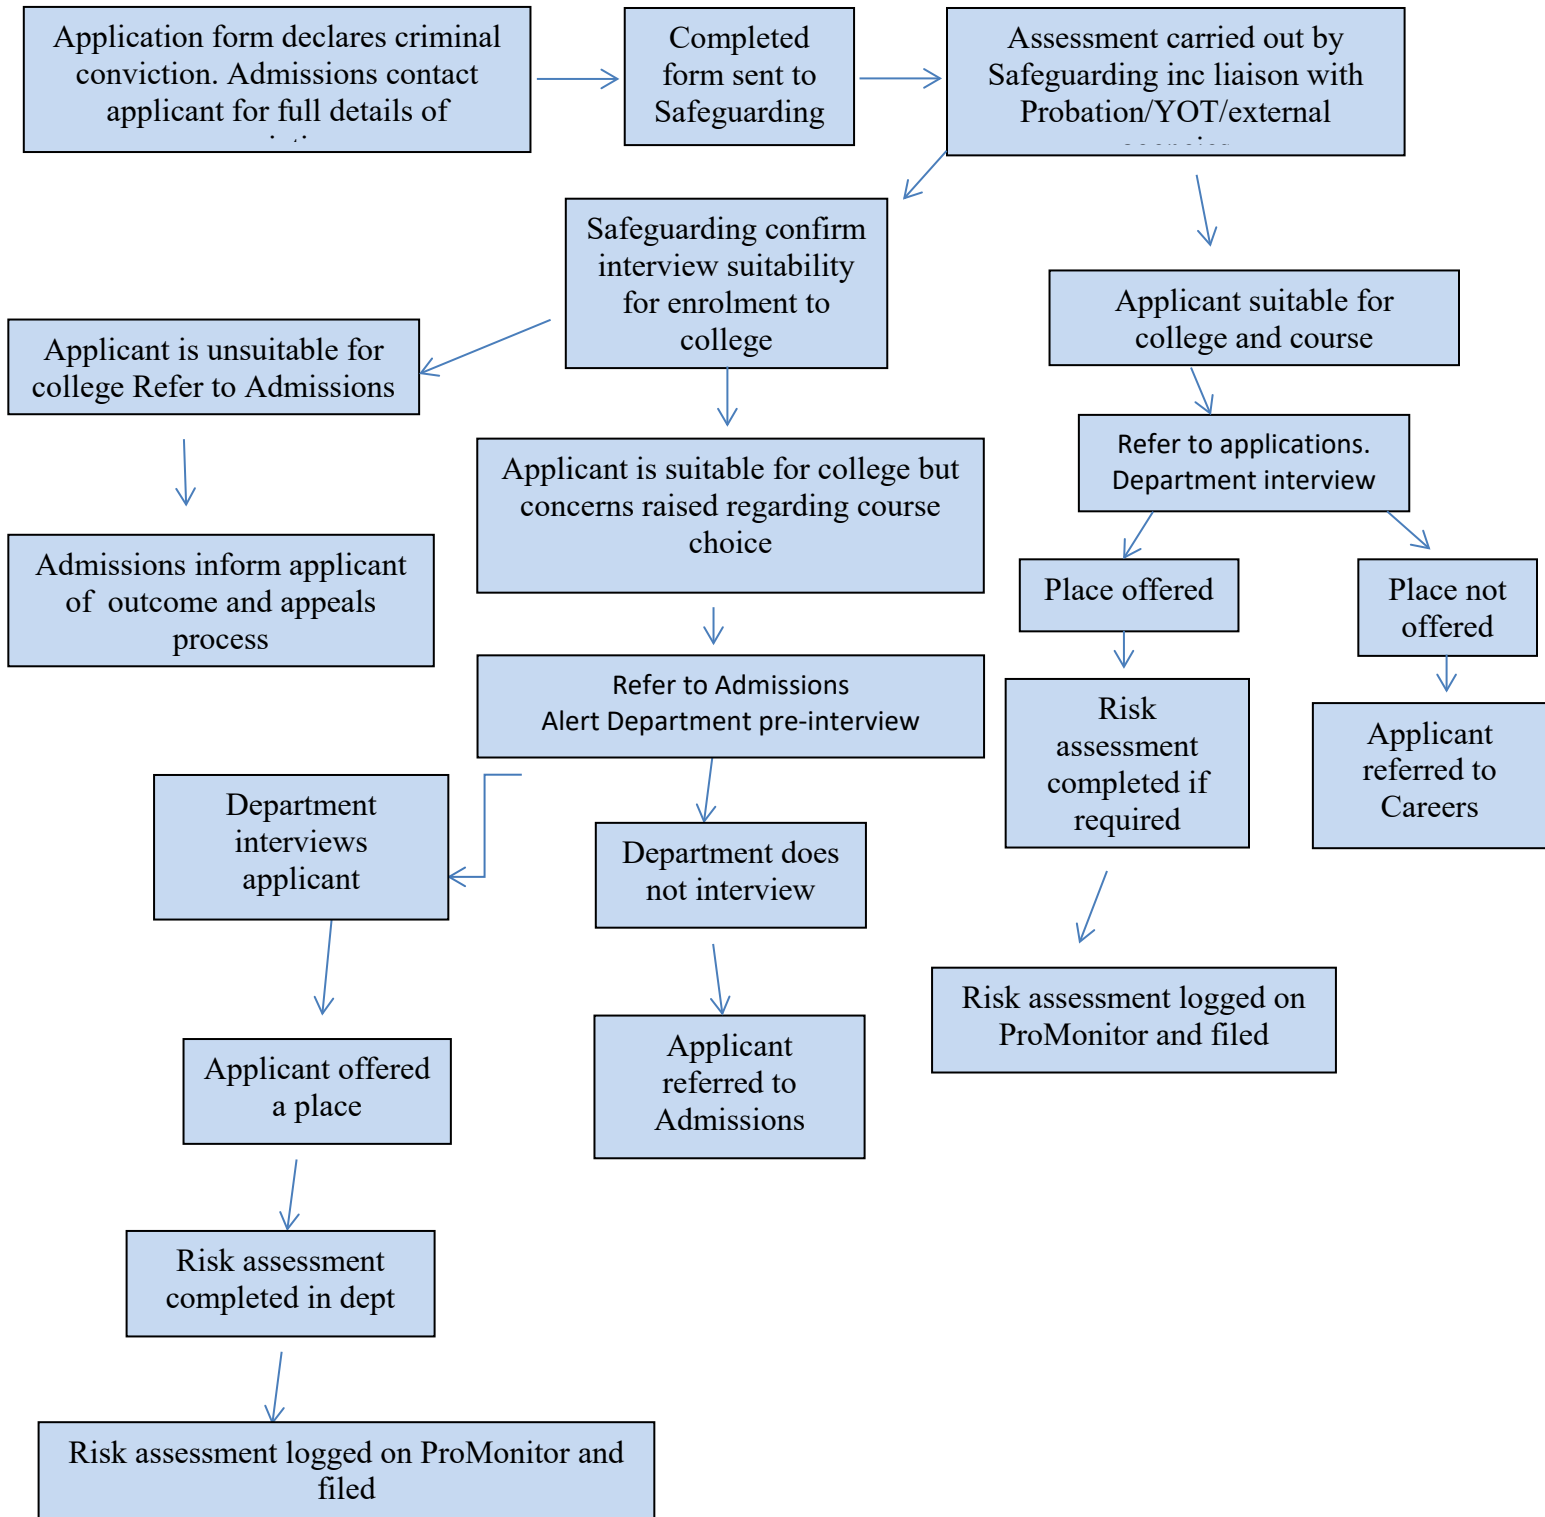 Application form declares criminal
conviction. Admissions contact
applicant for full details of
Completed
form sent to
Safeguarding
Assessment carried out by
Safeguarding inc liaison with
Probation/YOT/external
Safeguarding confirm
interview suitability
for enrolment to
college
Applicant suitable for
college and course
Applicant is unsuitable for
college Refer to Admissions
Refer to applications.
Department interview
Applicant is suitable for college but
concerns raised regarding course
choice
Admissions inform applicant
of  outcome and appeals
process
Place offered
Place not
offered
Refer to Admissions
Alert Department pre-interview
Risk
assessment
completed if
required
Applicant
referred to
Careers
Department
interviews
applicant
Department does
not interview
Risk assessment logged on
ProMonitor and filed
Applicant offered
a place
Applicant
referred to
Admissions
Risk assessment
completed in dept
Risk assessment logged on ProMonitor and
filed